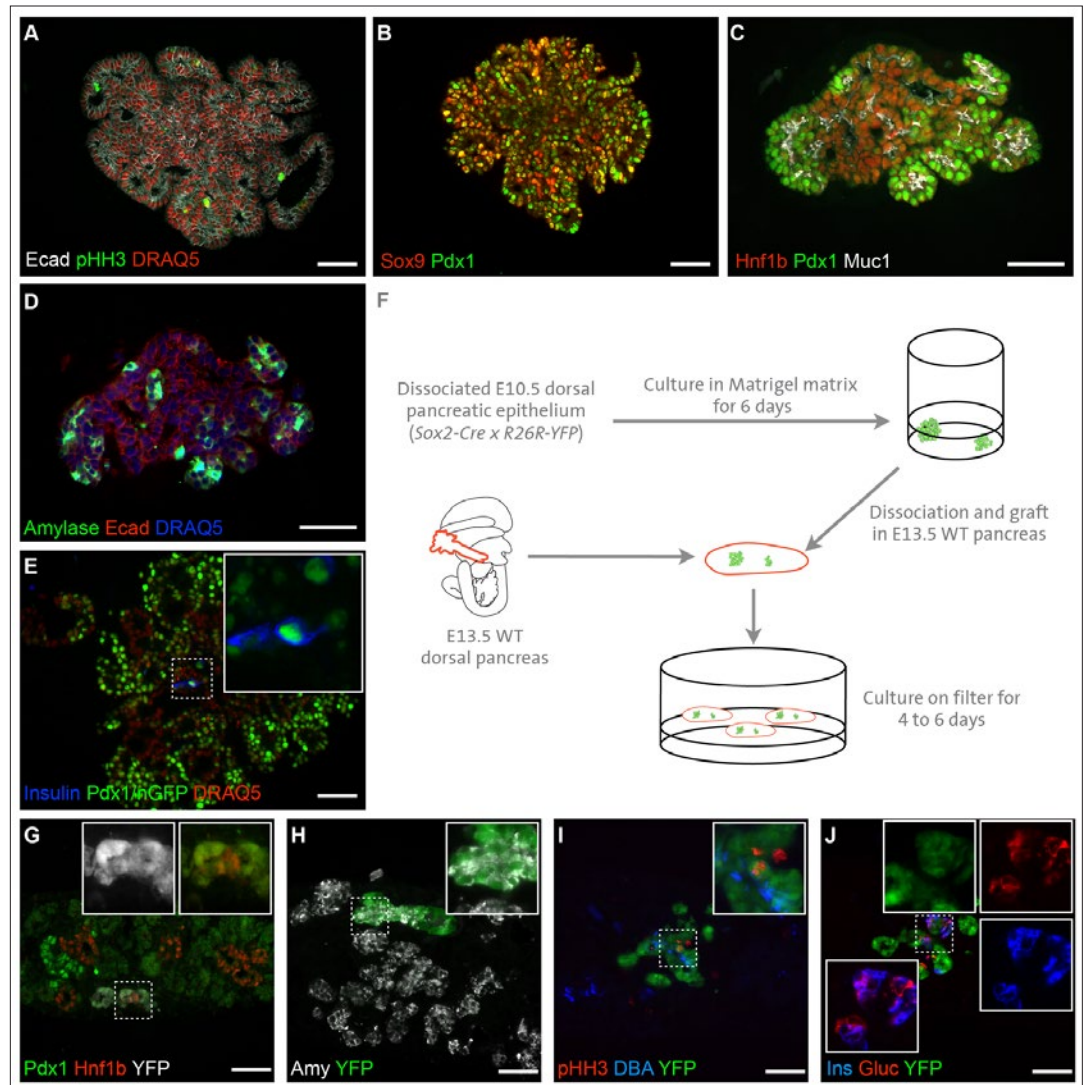 A
Ecad pHH3 DRAQ5
B
Sox9 Pdx1
C
Hnf1b Pdx1 Muc1
D
Amylase Ecad DRAQ5
E
Insulin Pdx1/nGFP DRAQ5
F
Dissociated E10.5 dorsal
pancreatic epithelium
(Sox2-Cre x R26R-YFP)
Culture in Matrigel matrix
for 6 days
Dissociation and graft
in E13.5 WT pancreas
E13.5 WT
dorsal pancreas
Culture on filter for
4 to 6 days
G
Pdx1 Hnf1b YFP
H
Amy YFP
I
pHH3 DBA YFP
J
Ins Gluc YFP